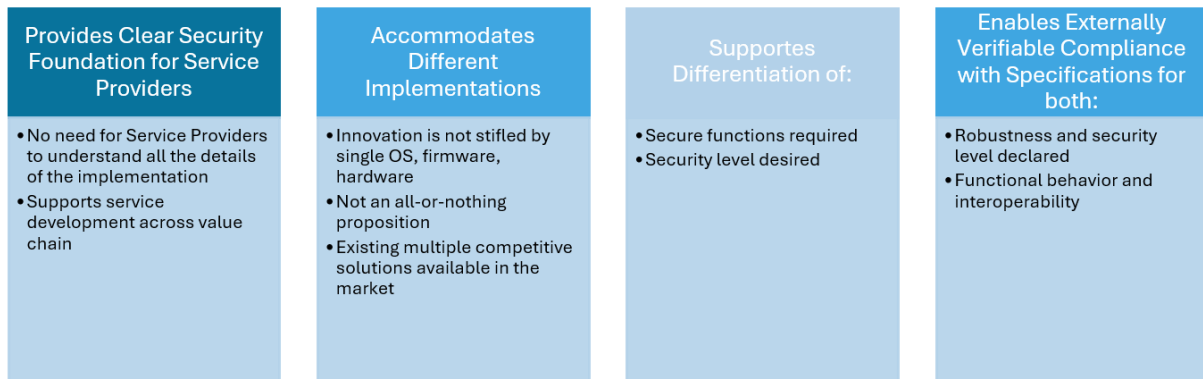 Provides Clear Security
Foundation for Service
Providers
• No need for Service Providers
to understand all the details
of the implementation
• Supports service
development across value
chain
Accommodates
Different
Implementations
• Innovation is not stifled by
single OS, firmware,
hardware
• Not an all-or-nothing
proposition
• Existing multiple competitive
solutions available in the
market
Supportes
Differentiation of:
• Secure functions required
• Security level desired
Enables Externally
Verifiable Compliance
with Specifications for
both:
• Robustness and security
level declared
• Functional behavior and
interoperability